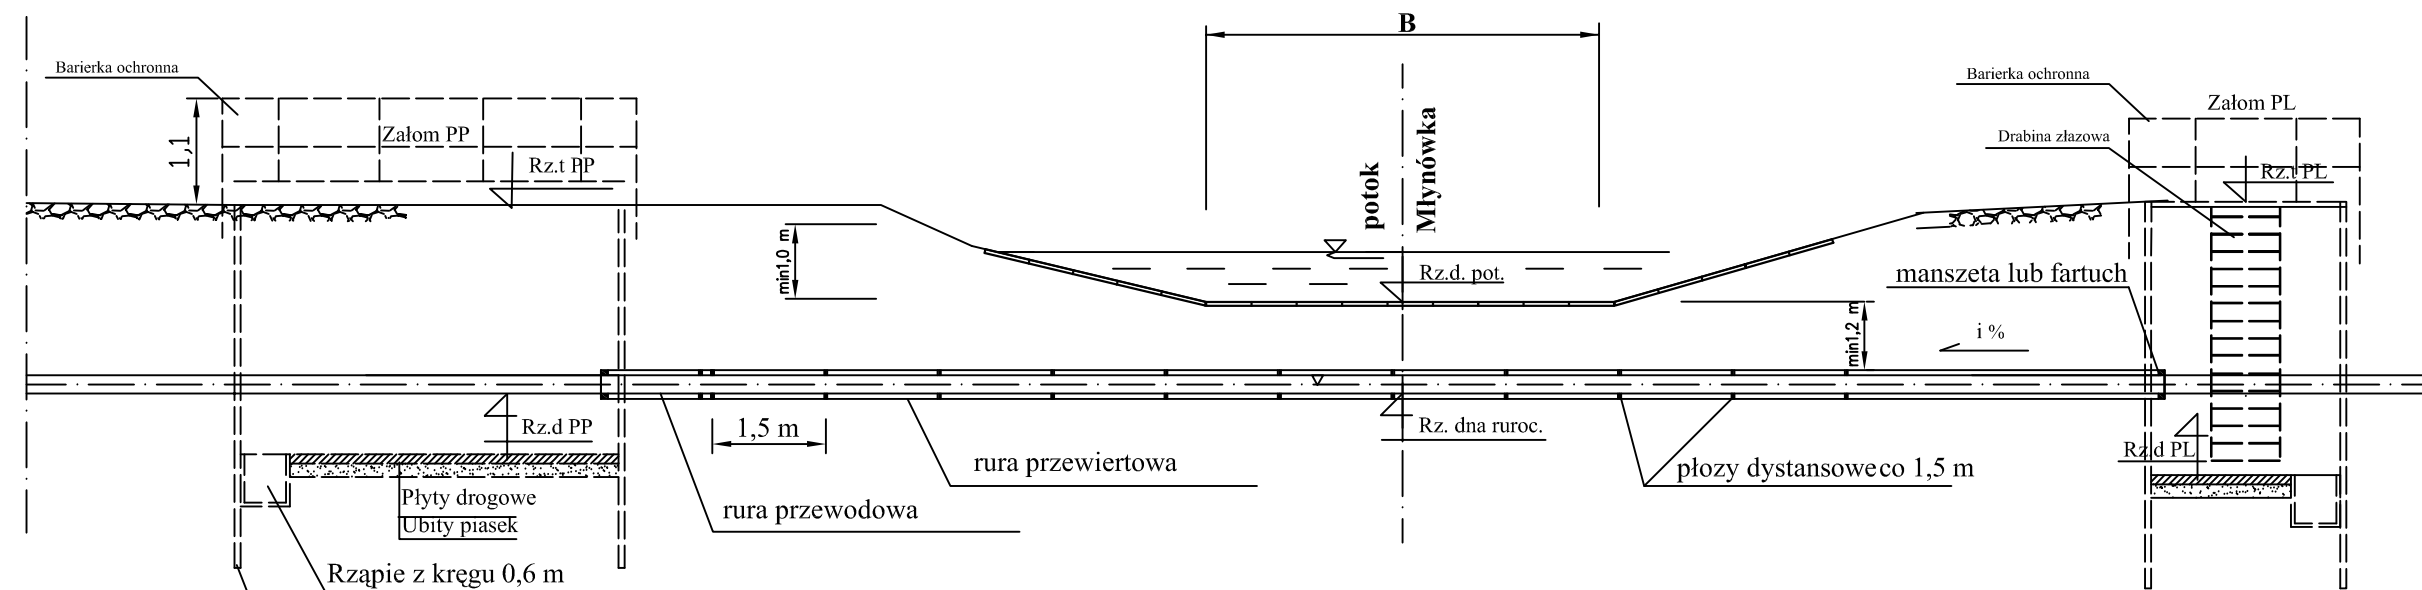 B
Barierka ochronna
Barierka ochronna
Załom PL
Załom PP
1,1
Drabina złazowa
Rz.t PP
Rz.t PL
potok
Młynówka
min1,0 m
Rz.d. pot.
manszeta lub fartuch
min1,2 m
i %
Rz.d PP
1,5 m
Rz. dna ruroc.
Rz.d PL
rura przewiertowa
płozy dystansowe co 1,5 m
Płyty drogowe
Ubity piasek
rura przewodowa
Rząpie z kręgu 0,6 m